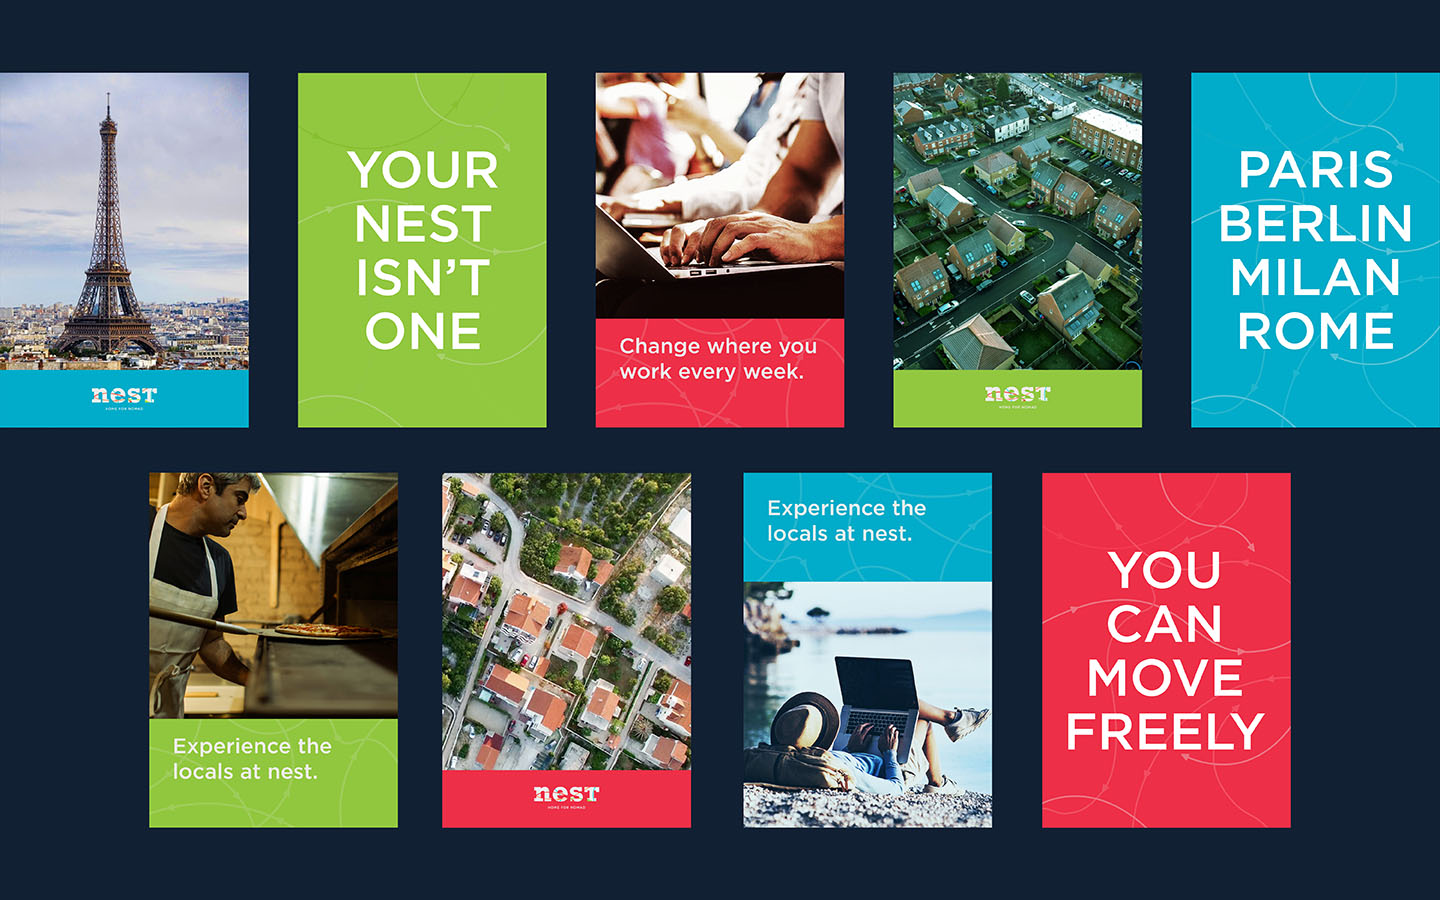 nest
HOME FOR NOMAD
YOUR
NEST
ISN'T
ONE
Change where you
work every week.
nest
HOME FOR NOMAD
PARIS
BERLIN
MILAN
ROME
Experience the
locals at nest.
nest
HOME FOR NOMAD
Experience the
locals at nest.
YOU
CAN
MOVE
FREELY